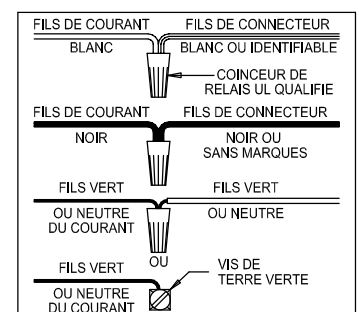 FILS DE COURANT FILS DE CONNECTEUR
BLANC BLANC OU IDENTIFIABLE
COINCEUR DE
RELAIS UL QUALIFIE
FILS DE COURANT FILS DE CONNECTEUR
NOIR NOIR OU
SANS MARQUES
FILS VERT FILS VERT
OU NEUTRE OU NEUTRE
DU COURANT
OU
FILS VERT VIS DE
TERRE VERTE
OU NEUTRE
DU COURANT